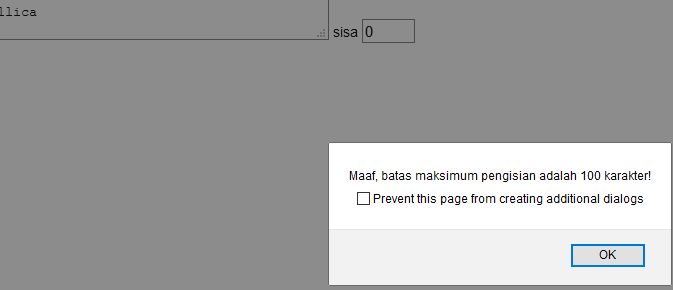 llica
sisa 0
Maaf, batas maksimum pengisian adalah 100 karakter!
Prevent this page from creating additional dialogs
OK